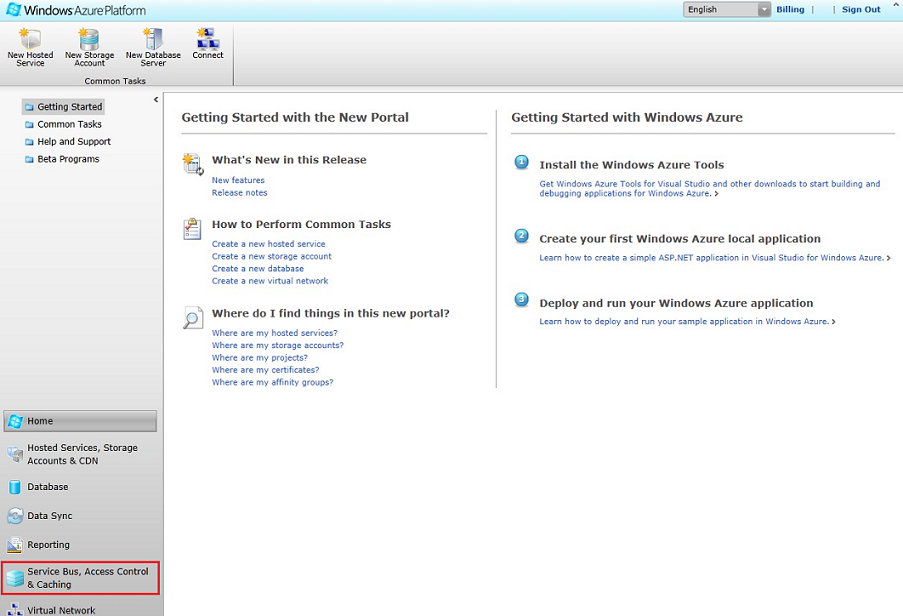 Windows Azure Platform
English
Billing | | Sign Out
New Hosted Service
New Storage Account
New Database Server
Connect
Common Tasks
Getting Started
Common Tasks
Help and Support
Beta Programs
Getting Started with the New Portal
What's New in this Release
New features
Release notes
How to Perform Common Tasks
Create a new hosted service
Create a new storage account
Create a new database
Create a new virtual network
Where do I find things in this new portal?
Where are my hosted services?
Where are my storage accounts?
Where are my projects?
Where are my certificates?
Where are my affinity groups?
Getting Started with Windows Azure
1 Install the Windows Azure Tools
Get Windows Azure Tools for Visual Studio and other downloads to start building and
debugging applications for Windows Azure. >
2 Create your first Windows Azure local application
Learn how to create a simple ASP.NET application in Visual Studio for Windows Azure. >
3 Deploy and run your Windows Azure application
Learn how to deploy and run your sample application in Windows Azure. >
Home
Hosted Services, Storage
Accounts & CDN
Database
Data Sync
Reporting
Service Bus, Access Control
& Caching
Virtual Network